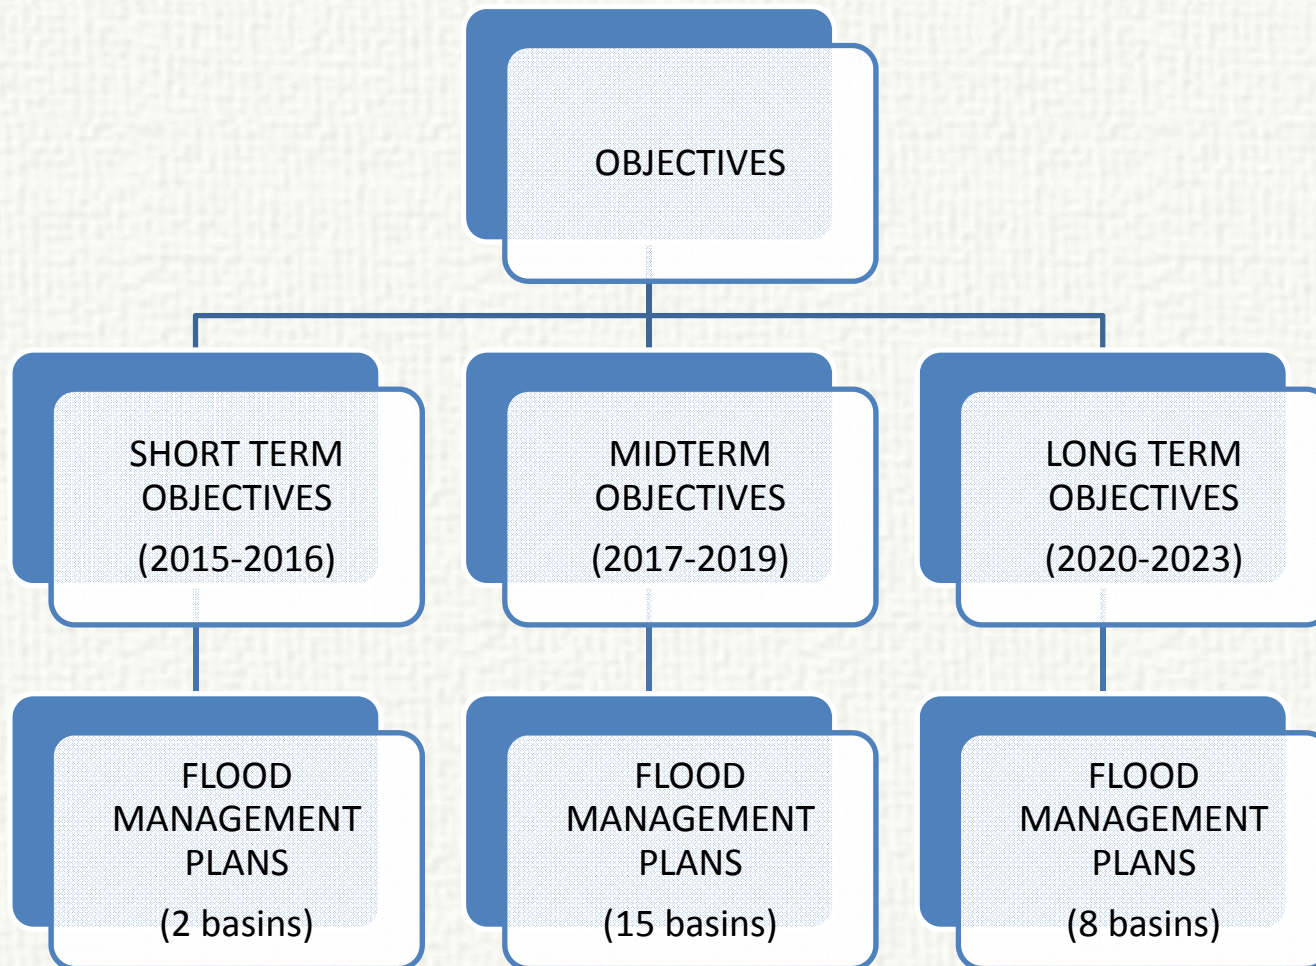 OBJECTIVES
SHORT TERM
OBJECTIVES
(2015-2016)
MIDTERM
OBJECTIVES
(2017-2019)
LONG TERM
OBJECTIVES
(2020-2023)
FLOOD
MANAGEMENT
PLANS
(2 basins)
FLOOD
MANAGEMENT
PLANS
(15 basins)
FLOOD
MANAGEMENT
PLANS
(8 basins)